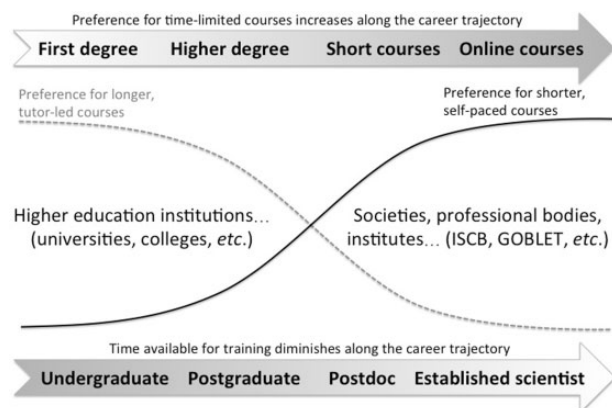 Preference for time-limited courses increases along the career trajectory
First degree Higher degree Short courses Online courses
Preference for longer,
tutor-led courses
Preference for shorter,
self-paced courses
Higher education institutions…
(universities, colleges, etc.)
Societies, professional bodies,
institutes… (ISCB, GOBLET, etc.)
Time available for training diminishes along the career trajectory
Undergraduate Postgraduate Postdoc Established scientist